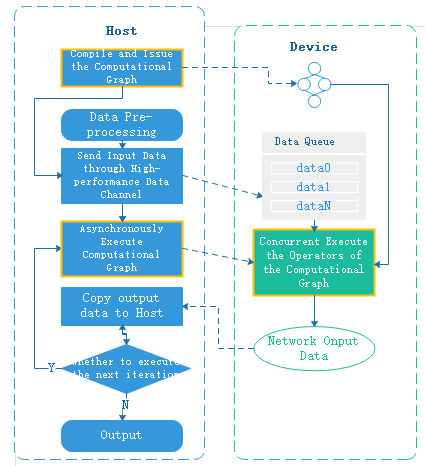 Host
Compile and Issue
the Computational
Graph
Data Pre-
processing
Send Input Data
through High-
performance Data
Channel
Asynchronously
Execute
Computational
Graph
Copy output
data to Host
Whether to execute
the next iteration
Y
N
Output
Device
Data Queue
data0
data1
dataN
Concurrent Execute
the Operators of
the Computational
Graph
Network Onput
Data